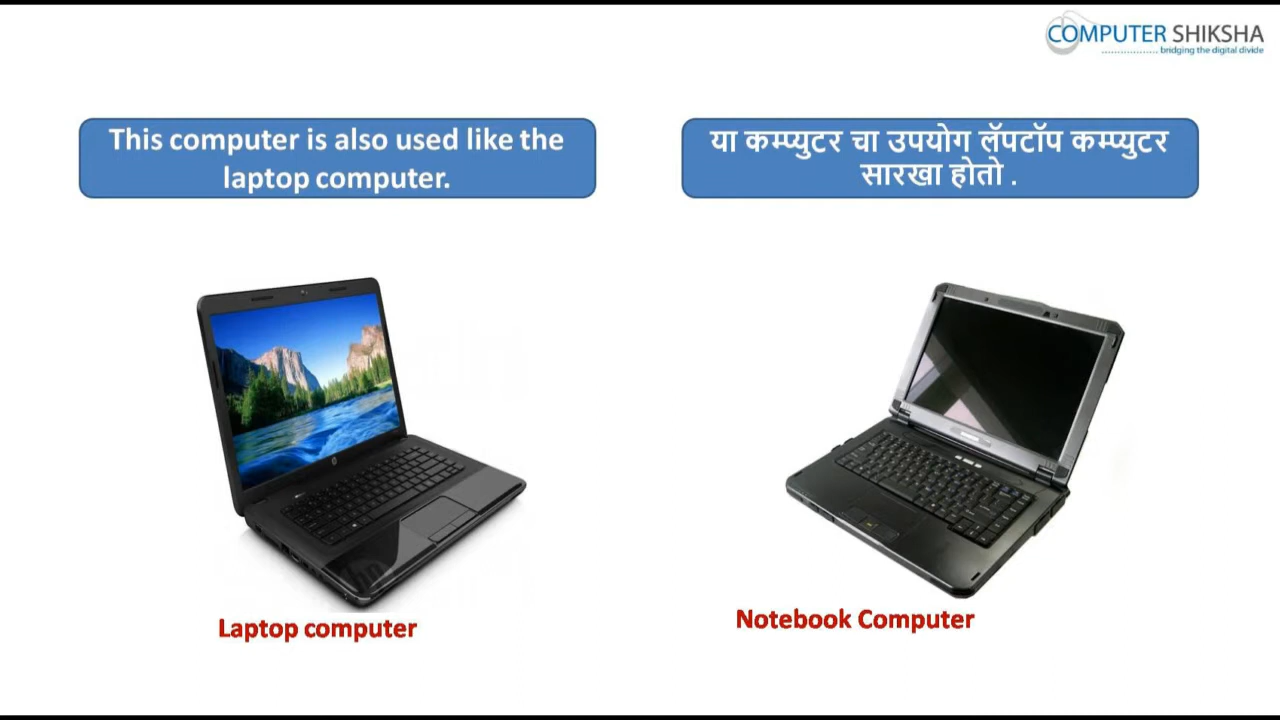 COMPUTER SHIKSHA
bridging the digital divide
This computer is also used like the
laptop computer.
या कम्प्युटर चा उपयोग लॅपटॉप कम्प्युटर
सारखा होतो .
Laptop computer
Notebook Computer